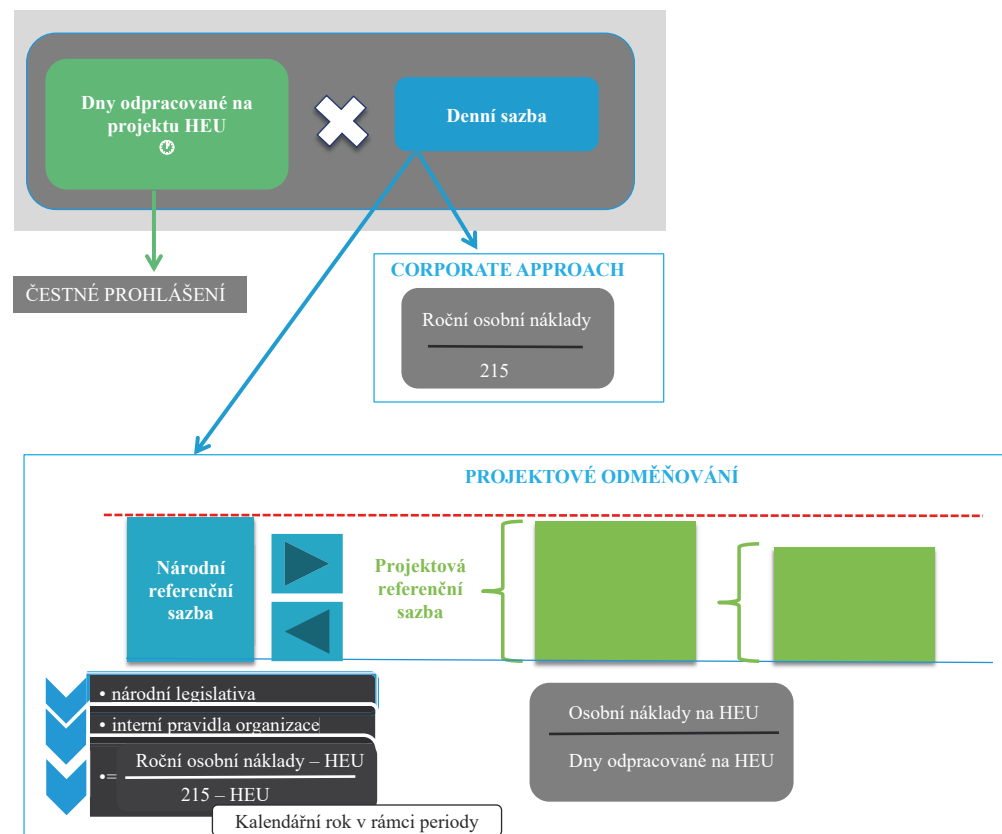 Dny odpracované na
projektu HEU
Denní sazba
ČESTNÉ PROHLÁŠENÍ
CORPORATE APPROACH
Roční osobní náklady
215
PROJEKTOVÉ ODMĚŇOVÁNÍ
Národní
referenční
sazba
Projektová
referenční
sazba
• národní legislativa
• interní pravidla organizace
•=
Roční osobní náklady – HEU
215 – HEU
Kalendářní rok v rámci periody
Osobní náklady na HEU
Dny odpracované na HEU